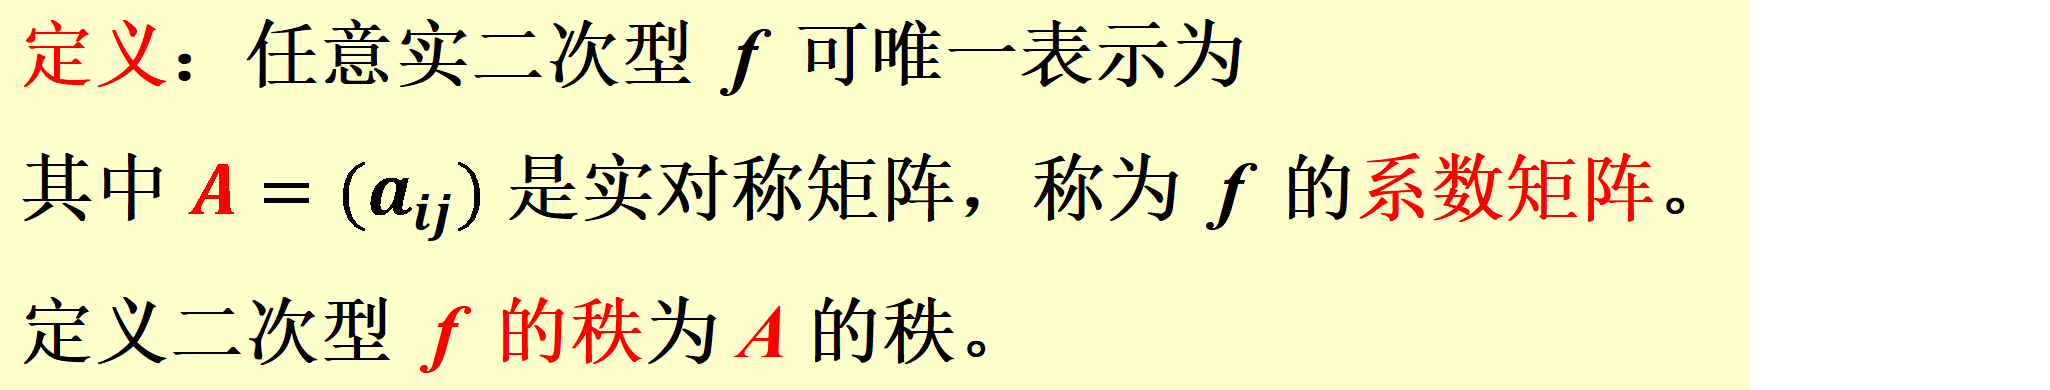 定义：任意实二次型 f 可唯一表示为
其中 A = (aᵢⱼ) 是实对称矩阵，称为 f 的系数矩阵。
定义二次型 f 的秩为 A 的秩。